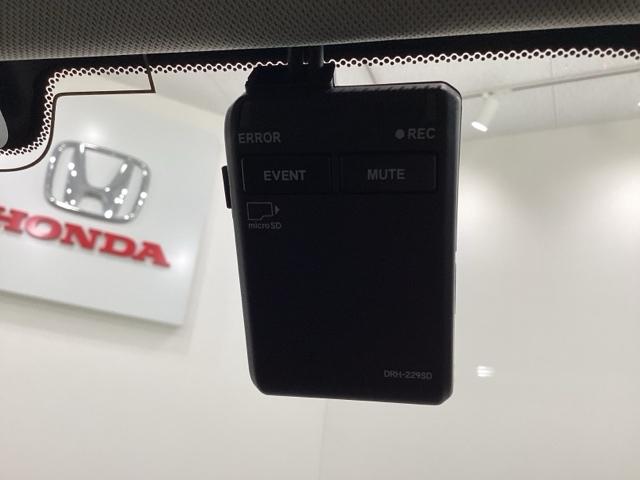 ERROR
REC
EVENT
MUTE
microSD
HONDA
DRH-229SD